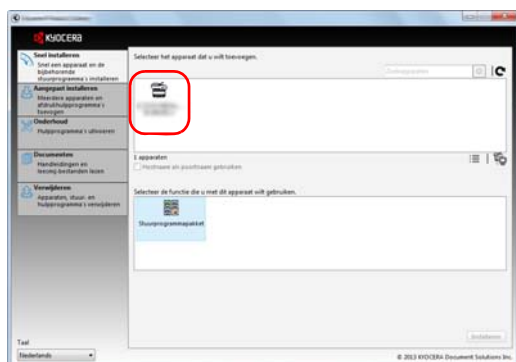 KYOCERA
Snel installeren
Snel een apparaat en de
bijbehorende
stuurprogramma's installeren
Aangepast installeren
Meerdere apparaten en
afdrukhulpprogramma's
toevoegen
Onderhoud
Hulpprogramma's uitvoeren
Documenten
Handleidingen en
leesmij-bestanden lezen
Verwijderen
Apparaten, stuur- en
hulpprogramma's verwijderen
Taal
Nederlands
Selecteer het apparaat dat u wilt toevoegen.
Zoekapparaten
1 apparaten
Hostnaam als poortnaam gebruiken
Selecteer de functie die u met dit apparaat wilt gebruiken.
Stuurprogrammapakket
Installeren
© 2013 KYOCERA Document Solutions Inc.